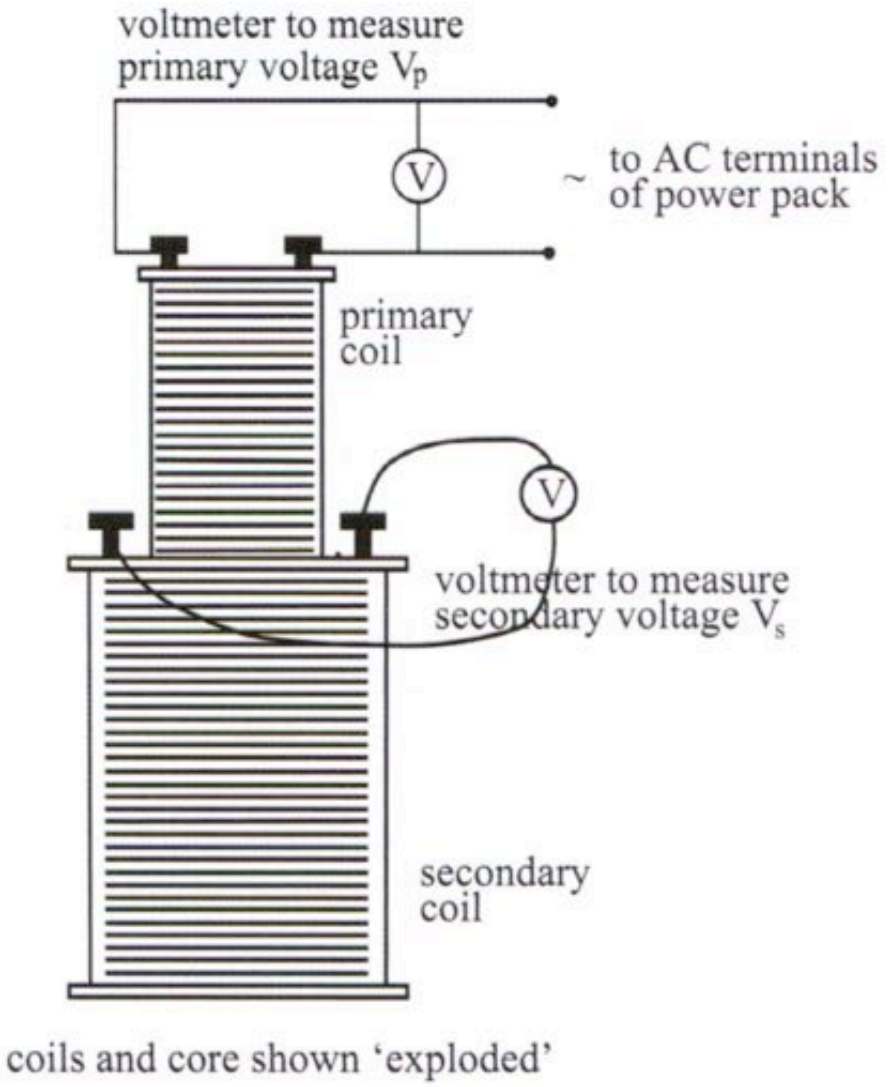 voltmeter to measure
primary voltage Vₚ
V
~ to AC terminals
of power pack
primary
coil
V
voltmeter to measure
secondary voltage Vₛ
secondary
coil
coils and core shown ‘exploded’